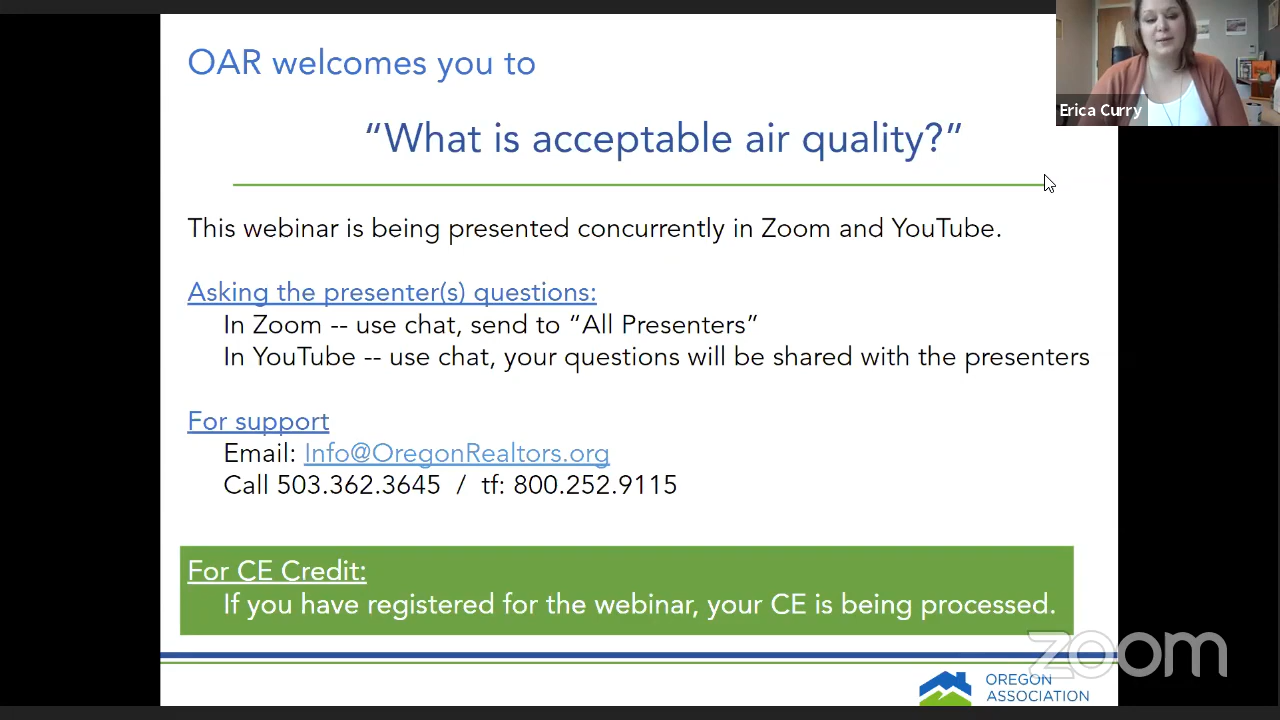 OAR welcomes you to
Erica Curry
“What is acceptable air quality?”
This webinar is being presented concurrently in Zoom and YouTube.
Asking the presenter(s) questions:
In Zoom -- use chat, send to “All Presenters”
In YouTube -- use chat, your questions will be shared with the presenters
For support
Email: Info@OregonRealtors.org
Call 503.362.3645 / tf: 800.252.9115
For CE Credit:
If you have registered for the webinar, your CE is being processed.
zoom
OREGON
ASSOCIATION